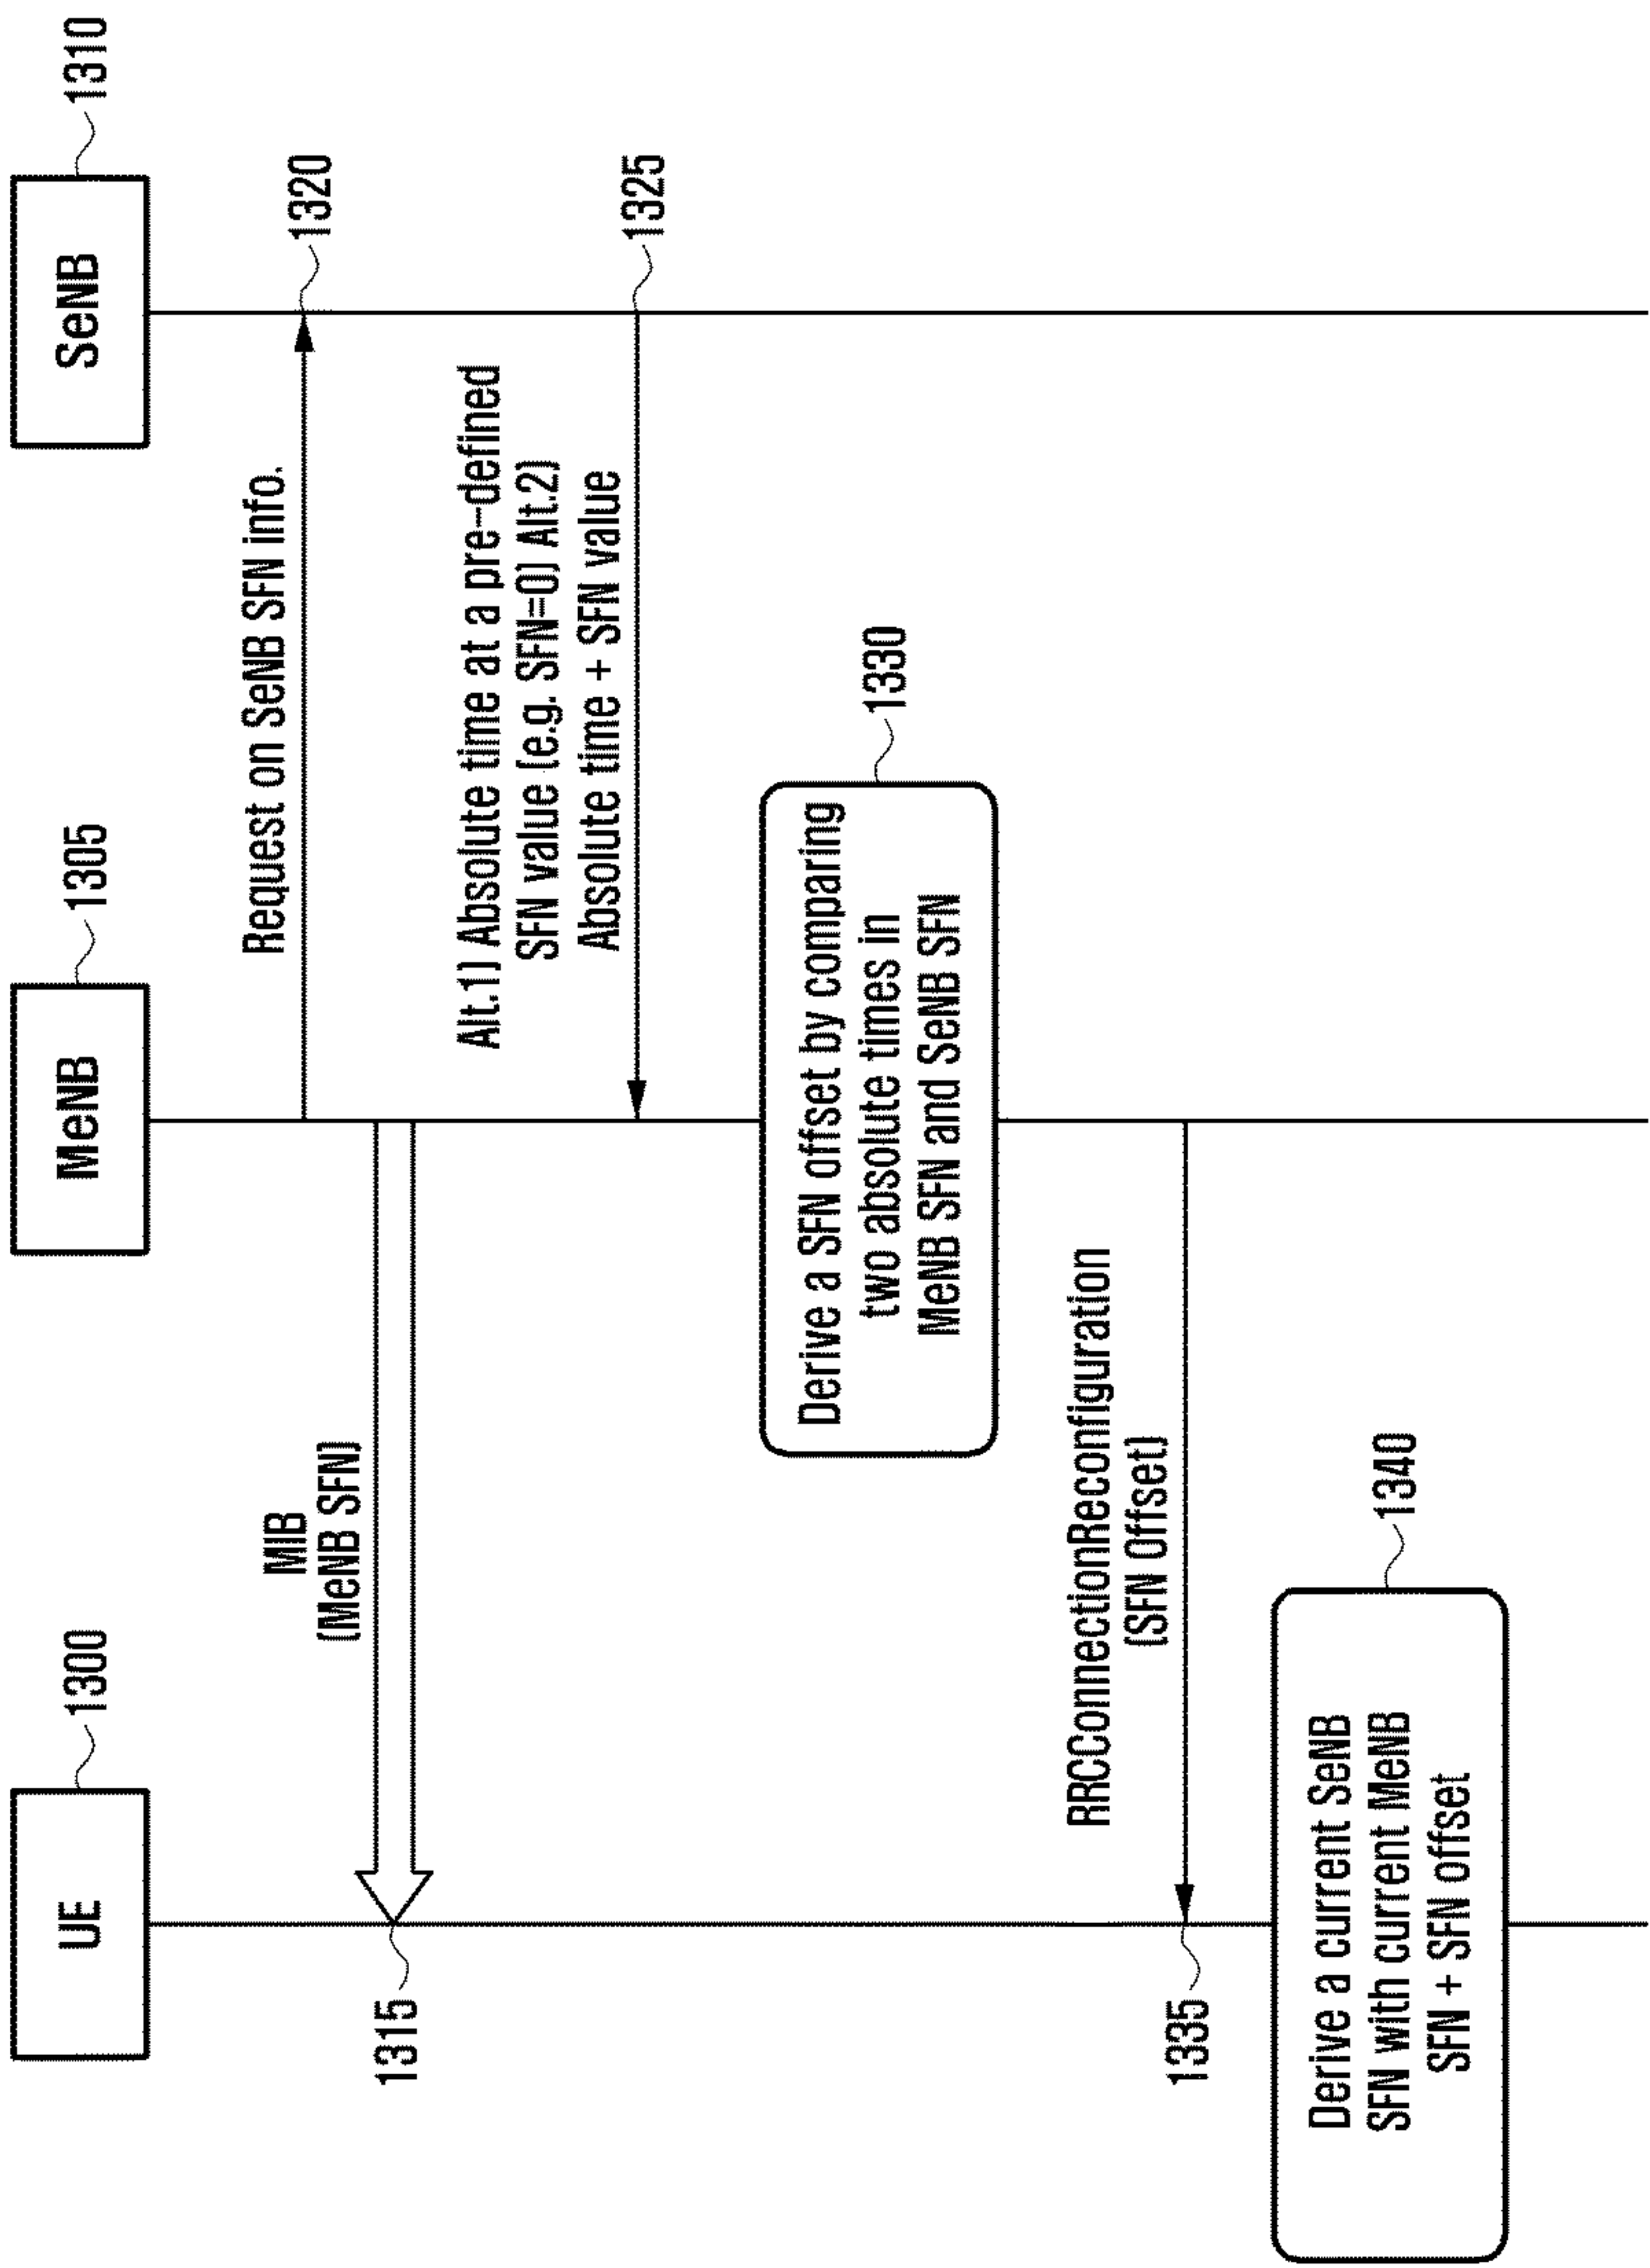 UE
1300
MeNB
1305
SeNB
1310
Request on SeNB SFN info.
1320
MIB
(MeNB SFN)
1315
Alt.1) Absolute time at a pre-defined
SFN value (e.g. SFN=0) Alt.2)
Absolute time + SFN value
1325
Derive a SFN offset by comparing
two absolute times in
MeNB SFN and SeNB SFN
1330
RRCConnectionReconfiguration
(SFN Offset)
1335
Derive a current SeNB
SFN with current MeNB
SFN + SFN offset
1340